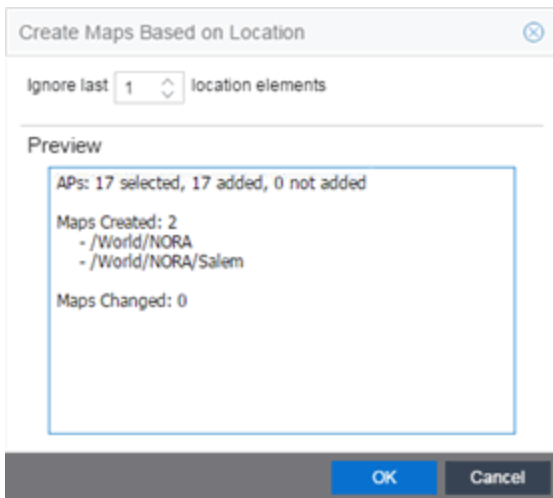 Create Maps Based on Location
Ignore last 1 location elements
Preview
APs: 17 selected, 17 added, 0 not added
Maps Created: 2
- /World/NORA
- /World/NORA/Salem
Maps Changed: 0
OK Cancel